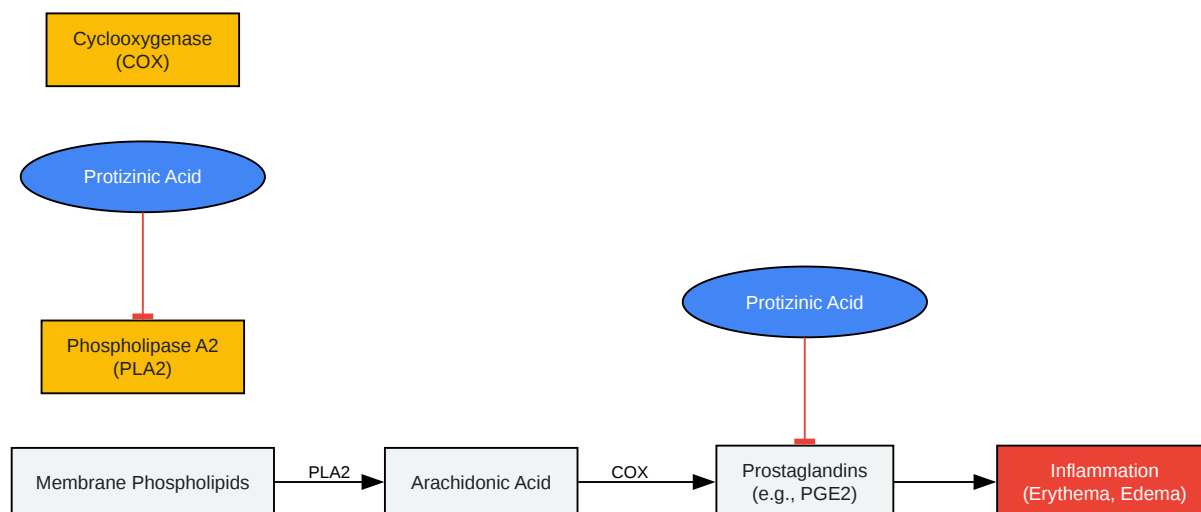 Cyclooxygenase
(COX)
Protizinic Acid
Protizinic Acid
Phospholipase A2
(PLA2)
Membrane Phospholipids
PLA2
Arachidonic Acid
COX
Prostaglandins
(e.g., PGE2)
Inflammation
(Erythema, Edema)